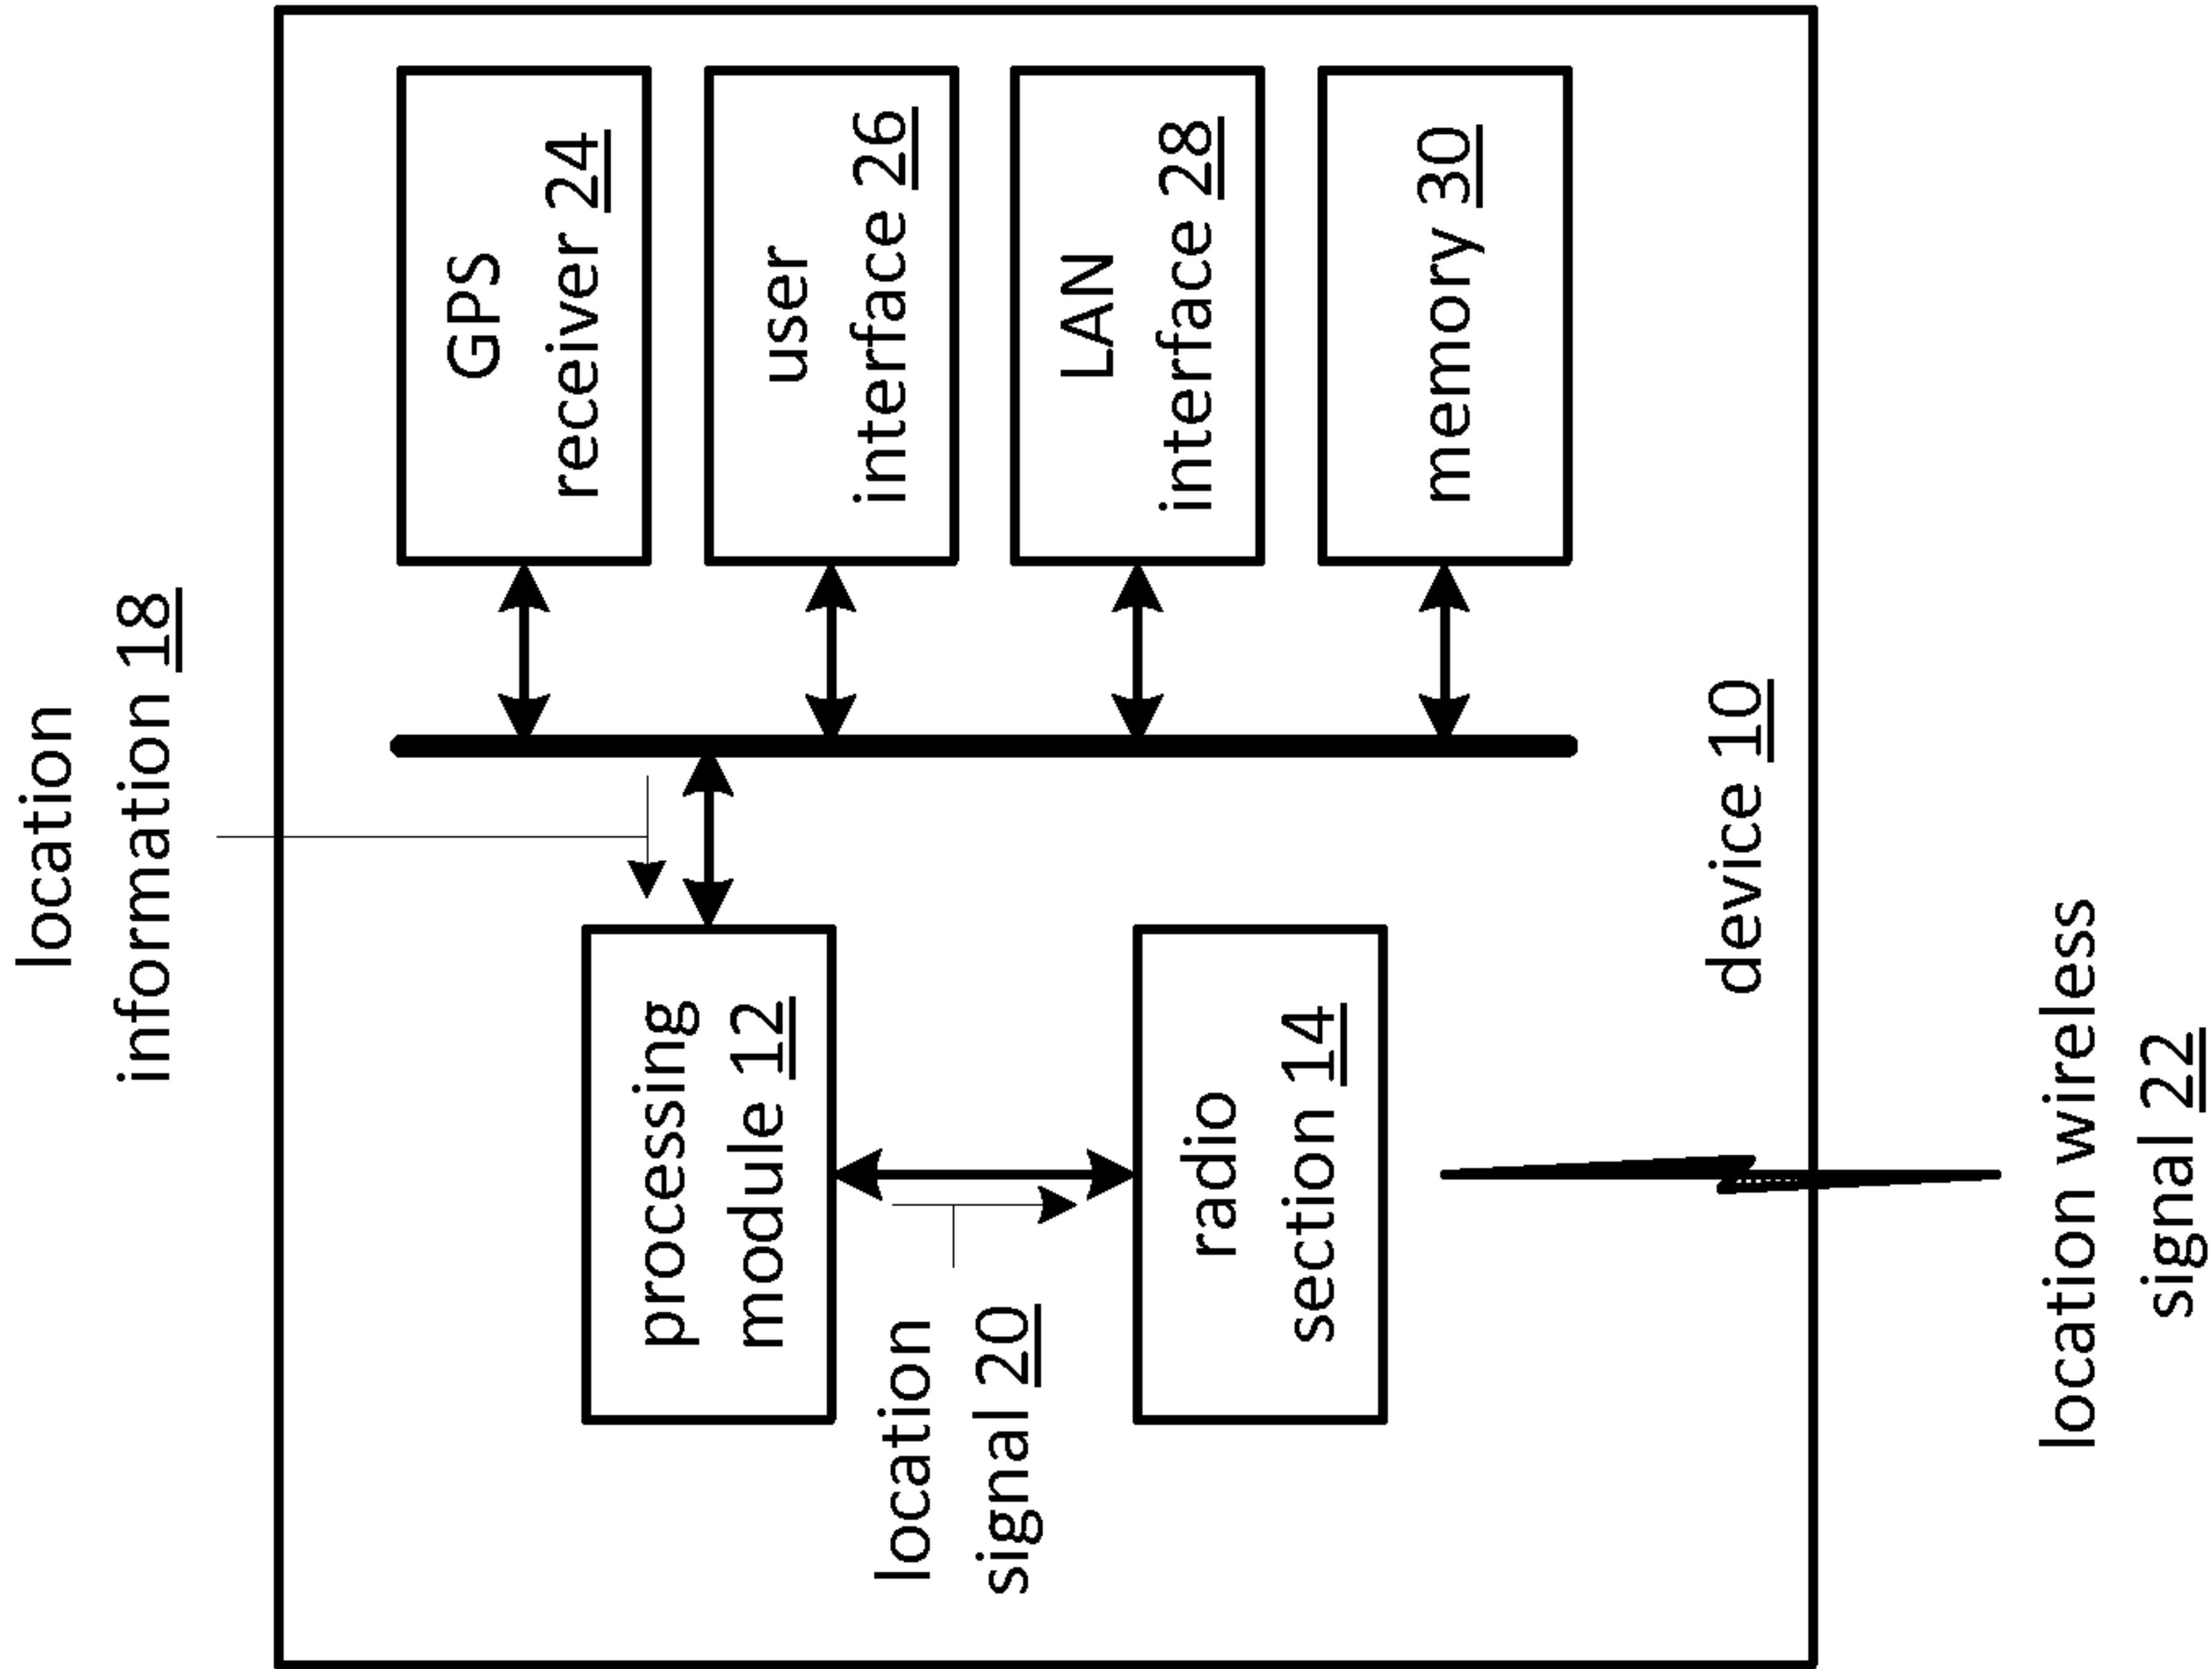 location
information 18
GPS
receiver 24
user
interface 26
LAN
interface 28
memory 30
processing
module 12
location
signal 20
radio
section 14
device 10
location wireless
signal 22